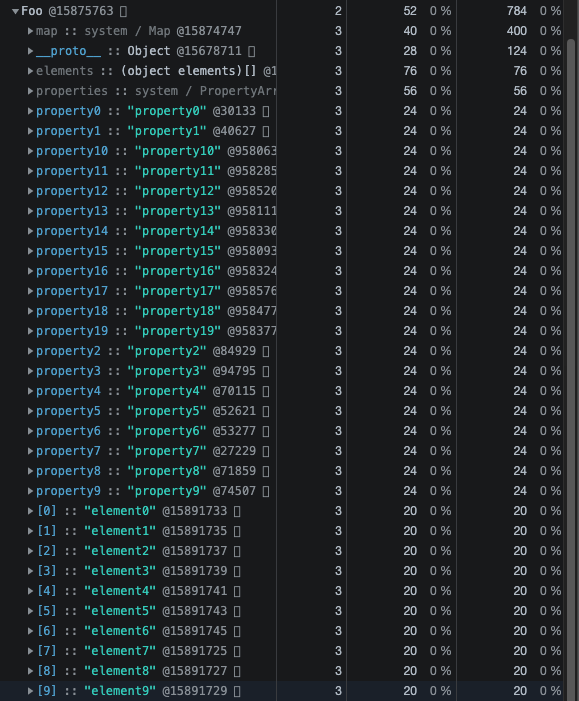 ▼Foo @15875763 □ 2 52 0 % 784 0 %
▶map :: system / Map @15874747 3 40 0 % 400 0 %
▶__proto__ :: Object @15678711 □ 3 28 0 % 124 0 %
▶elements :: (object elements)[] @1 3 76 0 % 76 0 %
▶properties :: system / PropertyArr 3 56 0 % 56 0 %
▶property0 :: "property0" @30133 □ 3 24 0 % 24 0 %
▶property1 :: "property1" @40627 □ 3 24 0 % 24 0 %
▶property10 :: "property10" @958063 3 24 0 % 24 0 %
▶property11 :: "property11" @958285 3 24 0 % 24 0 %
▶property12 :: "property12" @958520 3 24 0 % 24 0 %
▶property13 :: "property13" @958111 3 24 0 % 24 0 %
▶property14 :: "property14" @958330 3 24 0 % 24 0 %
▶property15 :: "property15" @958093 3 24 0 % 24 0 %
▶property16 :: "property16" @958324 3 24 0 % 24 0 %
▶property17 :: "property17" @958576 3 24 0 % 24 0 %
▶property18 :: "property18" @958477 3 24 0 % 24 0 %
▶property19 :: "property19" @958377 3 24 0 % 24 0 %
▶property2 :: "property2" @84929 □ 3 24 0 % 24 0 %
▶property3 :: "property3" @94795 □ 3 24 0 % 24 0 %
▶property4 :: "property4" @70115 □ 3 24 0 % 24 0 %
▶property5 :: "property5" @52621 □ 3 24 0 % 24 0 %
▶property6 :: "property6" @53277 □ 3 24 0 % 24 0 %
▶property7 :: "property7" @27229 □ 3 24 0 % 24 0 %
▶property8 :: "property8" @71859 □ 3 24 0 % 24 0 %
▶property9 :: "property9" @74507 □ 3 24 0 % 24 0 %
▶[0] :: "element0" @15891733 □ 3 20 0 % 20 0 %
▶[1] :: "element1" @15891735 □ 3 20 0 % 20 0 %
▶[2] :: "element2" @15891737 □ 3 20 0 % 20 0 %
▶[3] :: "element3" @15891739 □ 3 20 0 % 20 0 %
▶[4] :: "element4" @15891741 □ 3 20 0 % 20 0 %
▶[5] :: "element5" @15891743 □ 3 20 0 % 20 0 %
▶[6] :: "element6" @15891745 □ 3 20 0 % 20 0 %
▶[7] :: "element7" @15891725 □ 3 20 0 % 20 0 %
▶[8] :: "element8" @15891727 □ 3 20 0 % 20 0 %
▶[9] :: "element9" @15891729 □ 3 20 0 % 20 0 %